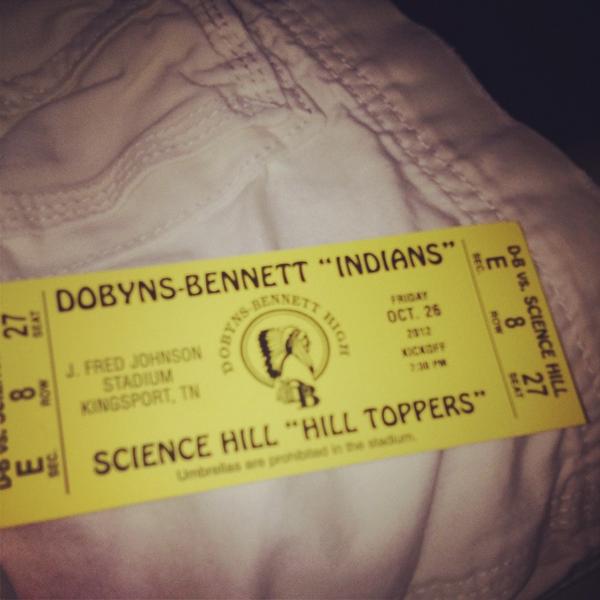 DOBYNS-BENNETT "INDIANS"
J. FRED JOHNSON
STADIUM
KINGSPORT, TN
DOBYNS-BENNETT HIGH
B
FRIDAY
OCT. 26
2012
KICKOFF
7:30 PM
SCIENCE HILL "HILL TOPPERS"
Umbrellas are prohibited in the stadium.
D-B VS. SCIENCE HILL
E 8 27
SEC. ROW SEAT
D-B VS.
E 8 27
SEC. ROW SEAT